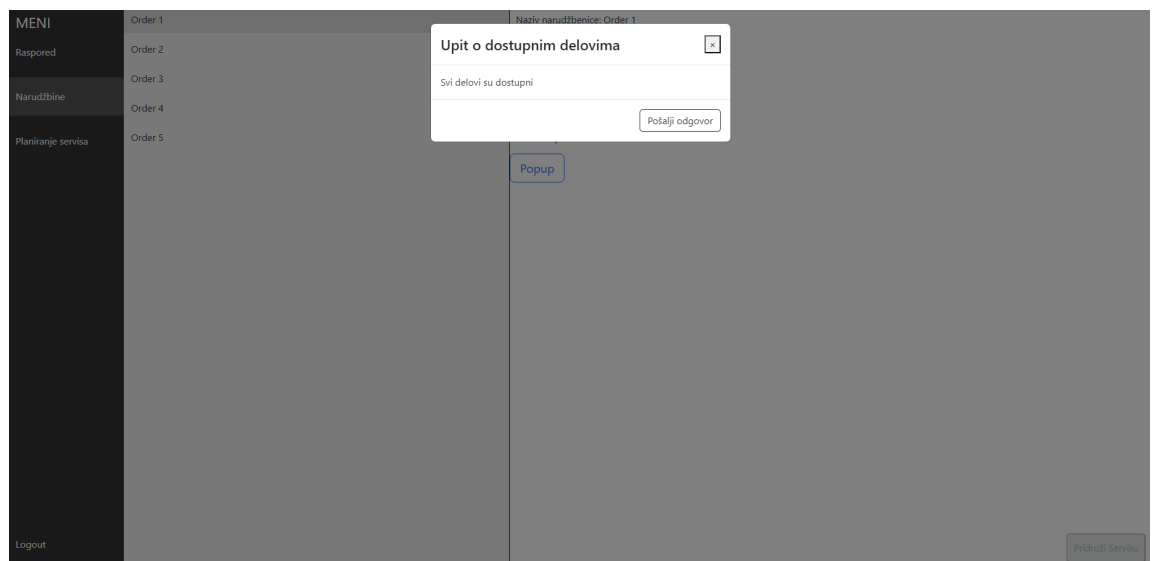 MENI
Raspored
Narudžbine
Planiranje servisa
Logout
Order 1
Order 2
Order 3
Order 4
Order 5
Naziv narudžbenice: Order 1
Upit o dostupnim delovima
×
Svi delovi su dostupni
Pošalji odgovor
Popup
Pridruži Servisu